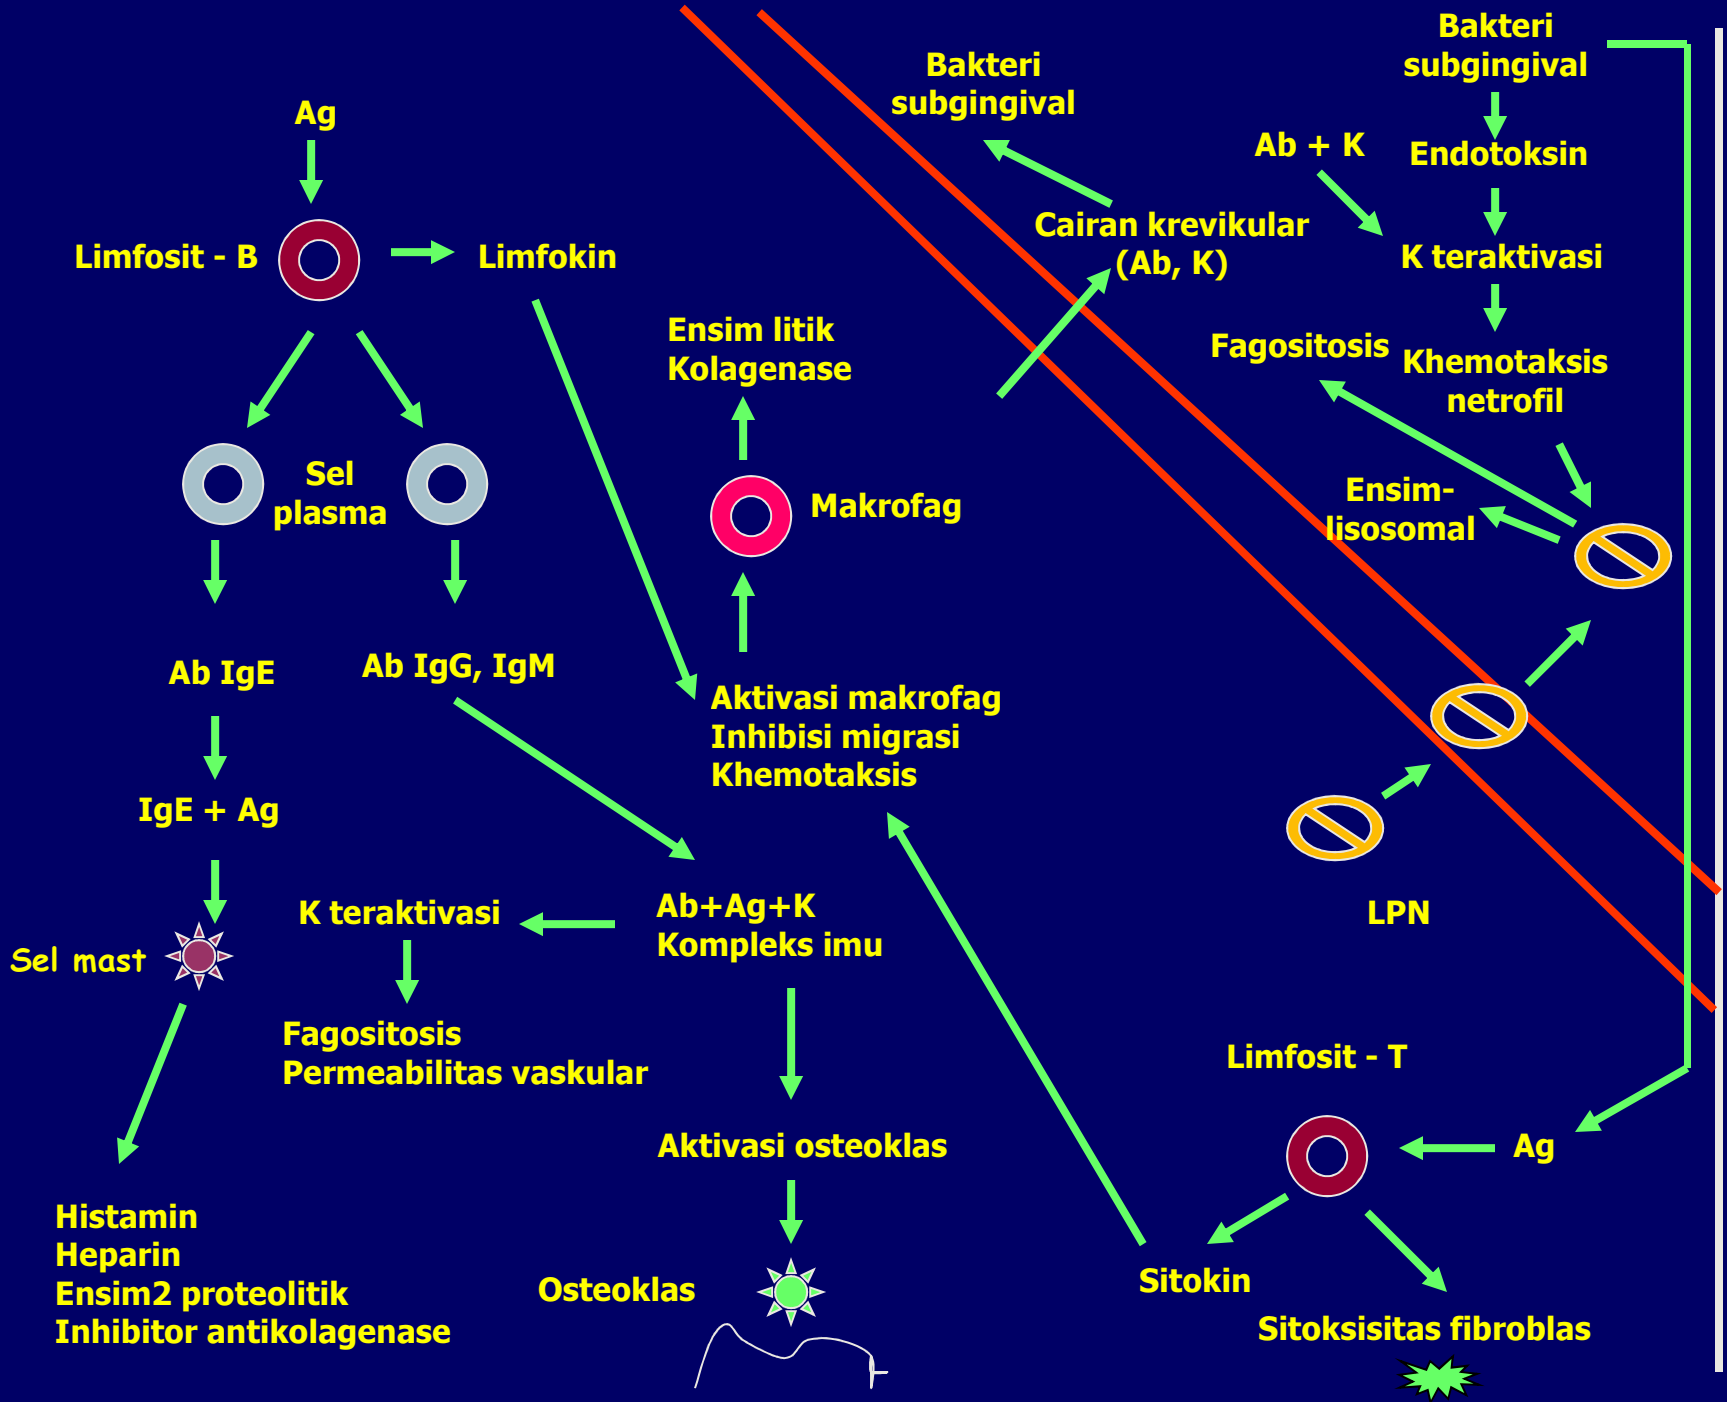 Bakteri
subgingival
Bakteri
subgingival
Ag
Ab + K
Endotoksin
Limfosit - B
Limfokin
Cairan krevikular
(Ab, K)
K teraktivasi
Ensim litik
Kolagenase
Fagositosis
Khemotaksis
netrofil
Sel
plasma
Makrofag
Ensim-
lisosomal
Ab IgE
Ab IgG, IgM
Aktivasi makrofag
Inhibisi migrasi
Khemotaksis
IgE + Ag
K teraktivasi
Ab+Ag+K
Kompleks imu
LPN
Sel mast
Fagositosis
Permeabilitas vaskular
Limfosit - T
Aktivasi osteoklas
Ag
Histamin
Heparin
Ensim2 proteolitik
Inhibitor antikolagenase
Osteoklas
Sitokin
Sitoksisitas fibroblas